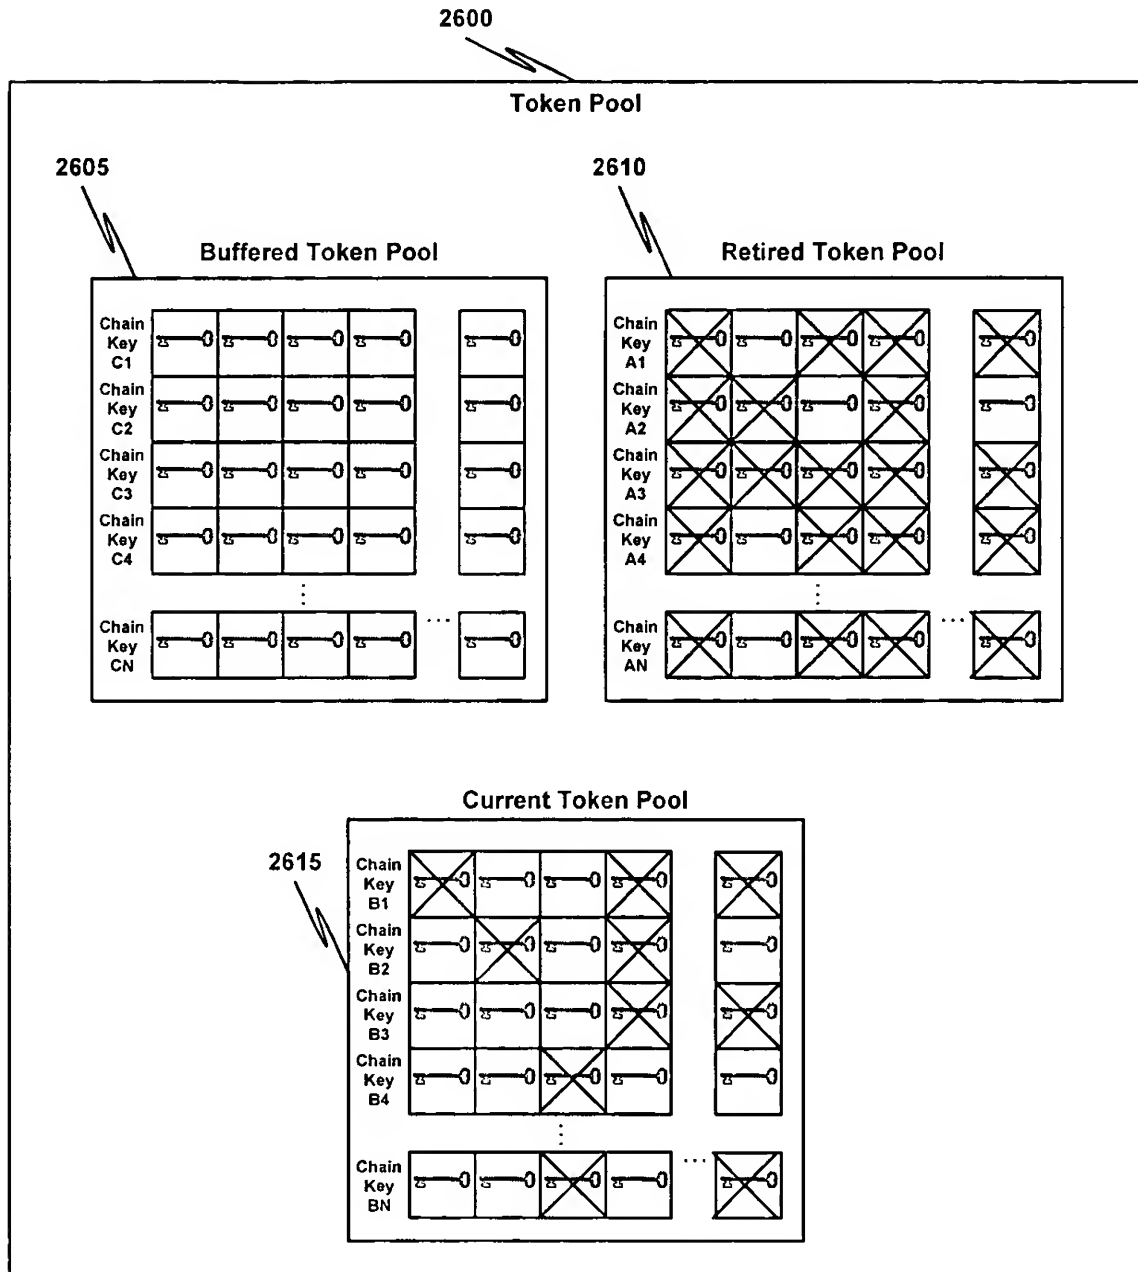 2600
Token Pool
2605
2610
Buffered Token Pool
Retired Token Pool
Chain
Key
C1
Chain
Key
C2
Chain
Key
C3
Chain
Key
C4
⋮
Chain
Key
CN
...
Chain
Key
A1
Chain
Key
A2
Chain
Key
A3
Chain
Key
A4
⋮
Chain
Key
AN
...
Current Token Pool
2615
Chain
Key
B1
Chain
Key
B2
Chain
Key
B3
Chain
Key
B4
⋮
Chain
Key
BN
...